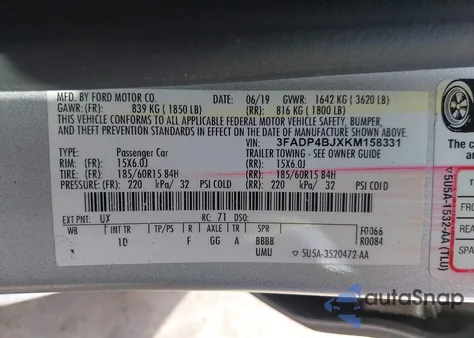 MFD. BY FORD MOTOR CO. DATE: 06/19 GVWR: 1642 KG ( 3620 LB)
GAWR: (FR): 839 KG ( 1850 LB) (RR): 816 KG ( 1800 LB)
THIS VEHICLE CONFORMS TO ALL APPLICABLE FEDERAL MOTOR VEHICLE SAFETY, BUMPER,
AND THEFT PREVENTION STANDARDS IN EFFECT ON THE DATE OF MANUFACTURE SHOWN ABOVE.
VIN: 3FADP4BJXKM158331
TYPE: Passenger Car TRAILER TOWING - SEE OWNER GUIDE
RIM: (FR) 15X6.0J (RR): 15X6.0J
TIRE: (FR) 185/60R15 84H (RR): 185/60R15 84H
PRESSURE: (FR) 220 kPa/ 32 PSI COLD (RR): 220 kPa/ 32 PSI COLD
EXT PNT: UX RC: 71 DSO:
WB INT TR TP/PS R AXLE TR SPR F0066
1D F GG A BBBB R0084
UMU ▽ 5U5A-3520472-AA
The c
▽5U5A-1532-AA (TLU)
FRO
REA
SPA
autoSnap